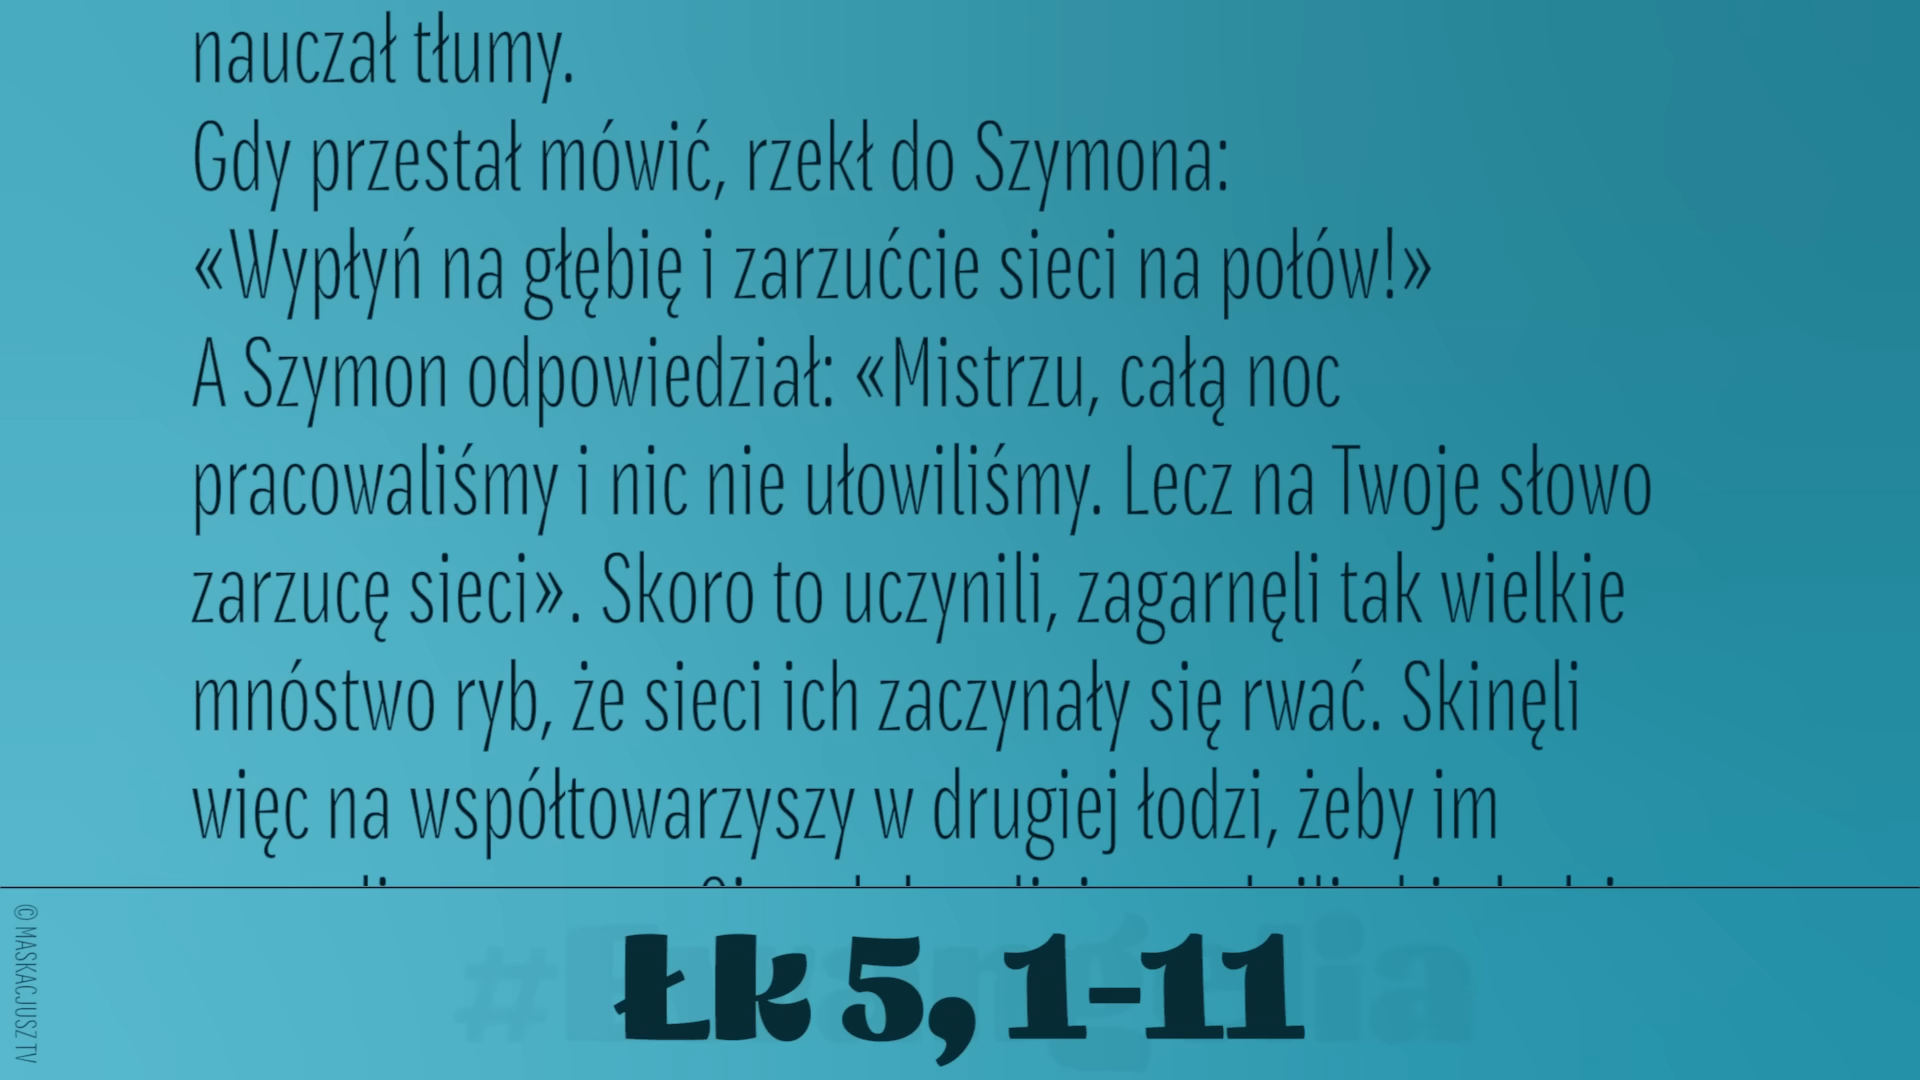 nauczał tłumy.
Gdy przestał mówić, rzekł do Szymona:
«Wypłyń na głębię i zarzućcie sieci na połów!»
A Szymon odpowiedział: «Mistrzu, całą noc
pracowaliśmy i nic nie ułowiliśmy. Lecz na Twoje słowo
zarzucę sieci». Skoro to uczynili, zagarnęli tak wielkie
mnóstwo ryb, że sieci ich zaczynały się rwać. Skinęli
więc na współtowarzyszy w drugiej łodzi, żeby im
#Ewangelia
Łk 5, 1-11
© MASKACJUSZ TV